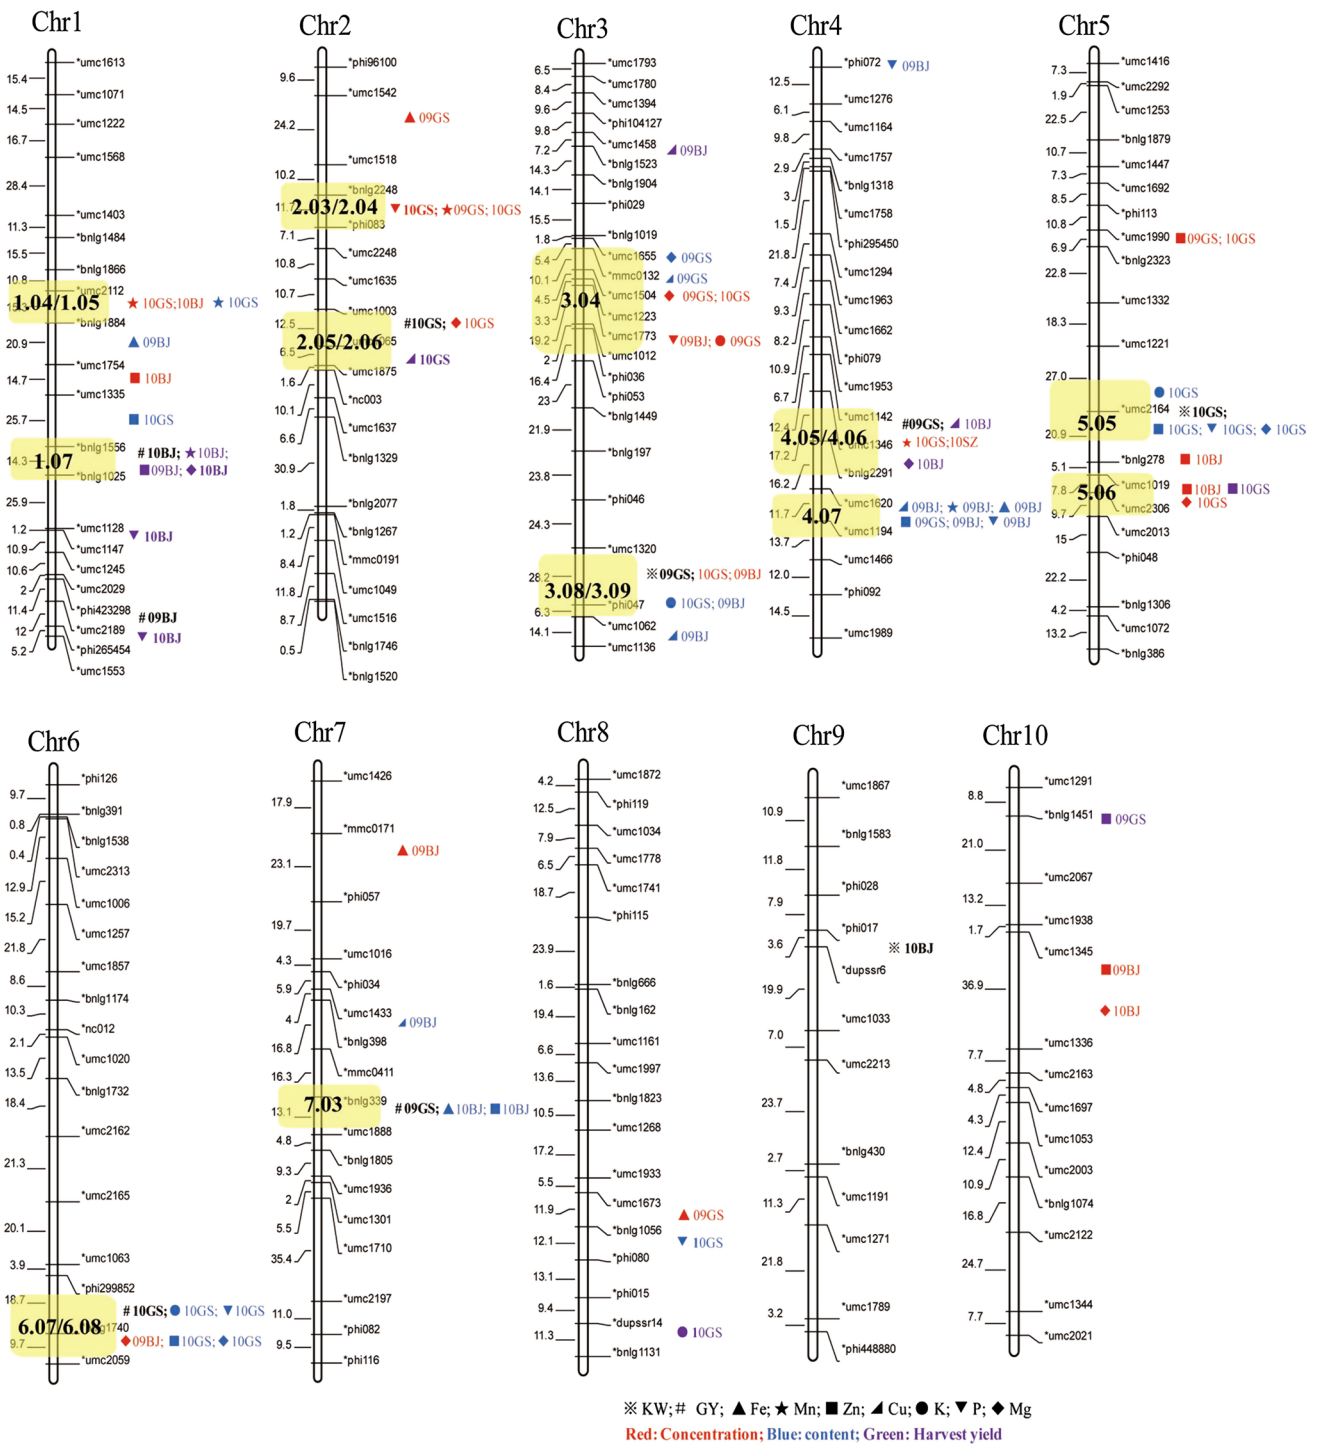 Chr1
*umc1613
15.4
*umc1071
14.5
*umc1222
16.7
*umc1568
28.4
*umc1403
11.3
*bnlg1484
15.5
*bnlg1866
10.8
*umc2112
1.04/1.05
★10GS;10BJ ★10GS
*bnlg1884
20.9
▲09BJ
*umc1754
14.7
■10BJ
*umc1335
25.7
■10GS
*bnlg1556
14.3
1.07
#10BJ; ★10BJ;
■09BJ; ◆10BJ
*bnlg1025
25.9
*umc1128
1.2
▼10BJ
*umc1147
10.9
*umc1245
10.6
*umc2029
2
*phi423298
11.4
#09BJ
*umc2189
12
▼10BJ
*phi265454
5.2
*umc1553
Chr2
*phi96100
9.6
*umc1542
▲09GS
24.2
*umc1518
10.2
*bnlg2248
2.03/2.04
▼10GS; ★09GS; 10GS
*phi083
7.1
*umc2248
10.8
*umc1635
10.7
*umc1003
12.5
#10GS; ◆10GS
2.05/2.06
6.5
◢10GS
*umc1875
1.6
*nc003
10.1
*umc1637
6.6
*bnlg1329
30.9
*bnlg2077
1.8
*bnlg1267
1.2
*mmc0191
8.4
*umc1049
11.8
*umc1516
8.7
*bnlg1746
0.5
*bnlg1520
Chr3
*umc1793
6.5
*umc1780
8.4
*umc1394
9.6
*phi104127
9.8
*umc1458
7.2
◢09BJ
*bnlg1523
14.3
*bnlg1904
14.1
*phi029
15.5
*bnlg1019
1.8
*umc1655
5.4
◆09GS
*mmc0132
10.1
◢09GS
*umc1504
4.5
3.04
◆09GS; 10GS
*umc1223
3.3
*umc1773
19.2
▼09BJ; ●09GS
*umc1012
2
*phi036
16.4
*phi053
23
*bnlg1449
21.9
*bnlg197
23.8
*phi046
24.3
*umc1320
28.2
※09GS; 10GS;09BJ
3.08/3.09
*phi047
6.3
●10GS; 09BJ
*umc1062
14.1
◢09BJ
*umc1136
Chr4
*phi072
▼09BJ
12.5
*umc1276
6.1
*umc1164
9.8
*umc1757
2.9
*bnlg1318
3
*umc1758
1.5
*phi295450
21.8
*umc1294
7.4
*umc1963
9.3
*umc1662
8.2
*phi079
10.9
*umc1953
6.7
*umc1142
12.4
#09GS; ◢10BJ
4.05/4.06
*umc1346
★10GS;10SZ
17.2
◆10BJ
*bnlg2291
16.2
*umc1620
◢09BJ; ★09BJ; ▲09BJ
11.7
4.07
■09GS; 09BJ; ▼09BJ
*umc1194
13.7
*umc1466
12.0
*phi092
14.5
*umc1989
Chr5
*umc1416
7.3
*umc2292
1.9
*umc1253
22.5
*bnlg1879
10.7
*umc1447
7.3
*umc1692
8.5
*phi113
10.8
*umc1990
■09GS; 10GS
6.9
*bnlg2323
22.8
*umc1332
18.3
*umc1221
27.0
●10GS
*umc2164
※10GS;
5.05
20.9
■10GS; ▼10GS; ◆10GS
*bnlg278
5.1
■10BJ
*umc1019
7.8
5.06
■10BJ ■10GS
◆10GS
*umc2306
9.7
*umc2013
15
*phi048
22.2
*bnlg1306
4.2
*umc1072
13.2
*bnlg386
Chr6
*phi126
9.7
*bnlg391
0.8
*bnlg1538
0.4
*umc2313
12.9
*umc1006
15.2
*umc1257
21.8
*umc1857
8.6
*bnlg1174
10.3
*nc012
2.1
*umc1020
13.5
*bnlg1732
18.4
*umc2162
21.3
*umc2165
20.1
*umc1063
3.9
*phi299852
18.7
#10GS; ●10GS; ▼10GS
6.07/6.08
9.7
◆09BJ; ■10GS; ◆10GS
*umc2059
Chr7
*umc1426
17.9
*mmc0171
▲09BJ
23.1
*phi057
19.7
*umc1016
4.3
*phi034
5.9
*umc1433
4
◢09BJ
*bnlg398
16.8
*mmc0411
16.3
*bnlg339
7.03
13.1
#09GS; ▲10BJ; ■10BJ
*umc1888
4.8
*bnlg1805
9.3
*umc1936
2
*umc1301
5.5
*umc1710
35.4
*umc2197
11.0
*phi082
9.5
*phi116
Chr8
*umc1872
4.2
*phi119
12.5
*umc1034
7.9
*umc1778
6.5
*umc1741
18.7
*phi115
23.9
*bnlg666
1.6
*bnlg162
19.4
*umc1161
6.6
*umc1997
13.6
*bnlg1823
10.5
*umc1268
17.2
*umc1933
5.5
*umc1673
11.9
▲09GS
*bnlg1056
12.1
▼10GS
*phi080
13.1
*phi015
9.4
*dupssr14
11.3
●10GS
*bnlg1131
Chr9
*umc1867
10.9
*bnlg1583
11.8
*phi028
7.9
*phi017
3.6
※10BJ
*dupssr6
19.9
*umc1033
7.0
*umc2213
23.7
*bnlg430
2.7
*umc1191
11.3
*umc1271
21.8
*umc1789
3.2
*phi448880
Chr10
*umc1291
8.8
*bnlg1451
■09GS
21.0
*umc2067
13.2
*umc1938
1.7
*umc1345
■09BJ
36.9
◆10BJ
*umc1336
7.7
*umc2163
4.8
*umc1697
4.3
*umc1053
12.4
*umc2003
10.9
*bnlg1074
16.8
*umc2122
24.7
*umc1344
7.7
*umc2021
※ KW; # GY; ▲Fe; ★Mn; ■Zn; ◢Cu; ●K; ▼P; ◆Mg
Red: Concentration; Blue: content; Green: Harvest yield